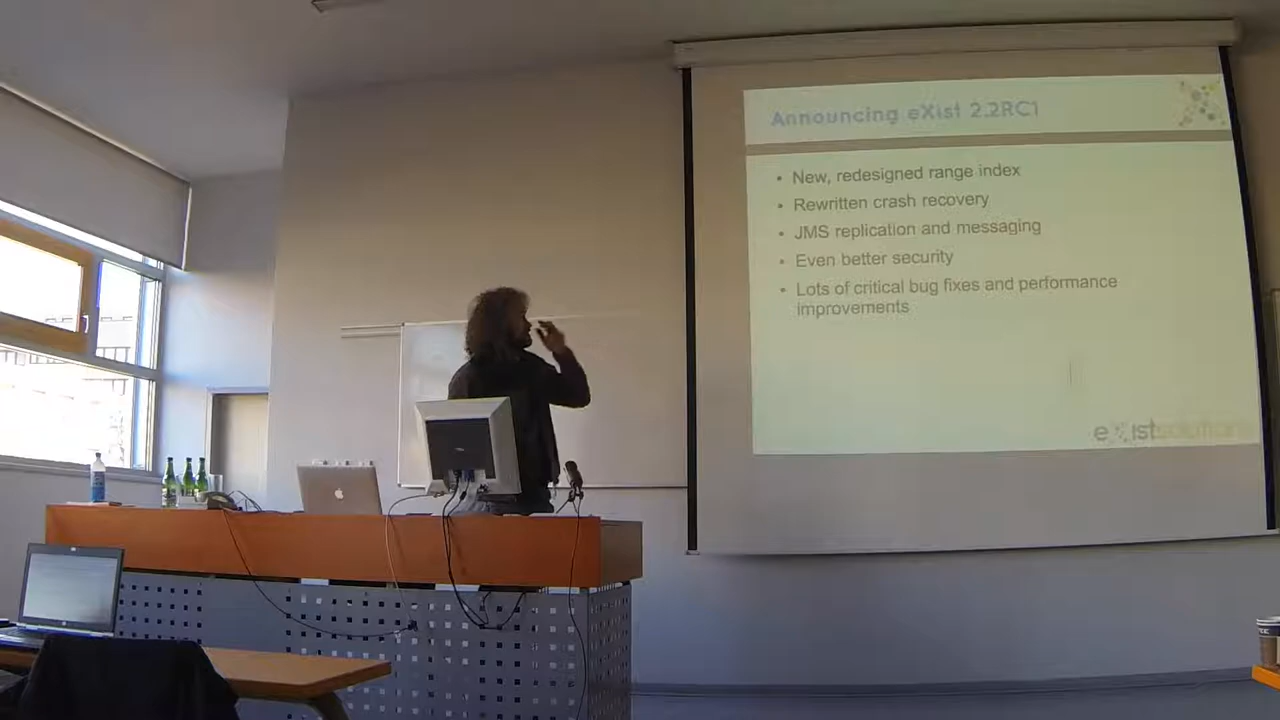 Announcing eXist 2.2RC1
• New, redesigned range index
• Rewritten crash recovery
• JMS replication and messaging
• Even better security
• Lots of critical bug fixes and performance
improvements
eXistsolutions